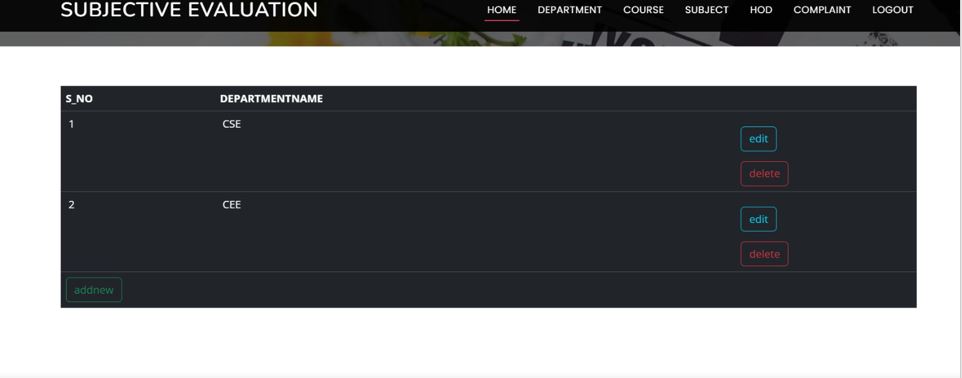 SUBJECTIVE EVALUATION
HOME DEPARTMENT COURSE SUBJECT HOD COMPLAINT LOGOUT
S_NO DEPARTMENTNAME
1 CSE
edit
delete
2 CEE
edit
delete
addnew